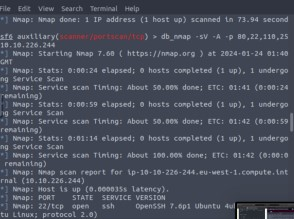 File Edit View Search Terminal Help
*] Nmap: Nmap done: 1 IP address (1 host up) scanned in 73.94 second
sf6 auxiliary(scanner/portscan/tcp) > db_nmap -sV -A -p 80,22,110,25
10.10.226.244
*] Nmap: Starting Nmap 7.60 ( https://nmap.org ) at 2024-01-24 01:40
GMT
*] Nmap: Stats: 0:00:24 elapsed; 0 hosts completed (1 up), 1 undergo
ng Service Scan
*] Nmap: Service scan Timing: About 50.00% done; ETC: 01:41 (0:00:24
remaining)
*] Nmap: Stats: 0:00:59 elapsed; 0 hosts completed (1 up), 1 undergo
ng Service Scan
*] Nmap: Service scan Timing: About 50.00% done; ETC: 01:42 (0:00:59
remaining)
*] Nmap: Stats: 0:01:14 elapsed; 0 hosts completed (1 up), 1 undergo
ng Service Scan
*] Nmap: Service scan Timing: About 100.00% done; ETC: 01:42 (0:00:0
remaining)
*] Nmap: Nmap scan report for ip-10-10-226-244.eu-west-1.compute.int
rnal (10.10.226.244)
*] Nmap: Host is up (0.000035s latency).
*] Nmap: PORT STATE SERVICE VERSION
*] Nmap: 22/tcp open ssh OpenSSH 7.6p1 Ubuntu 4u
tu Linux; protocol 2.0)